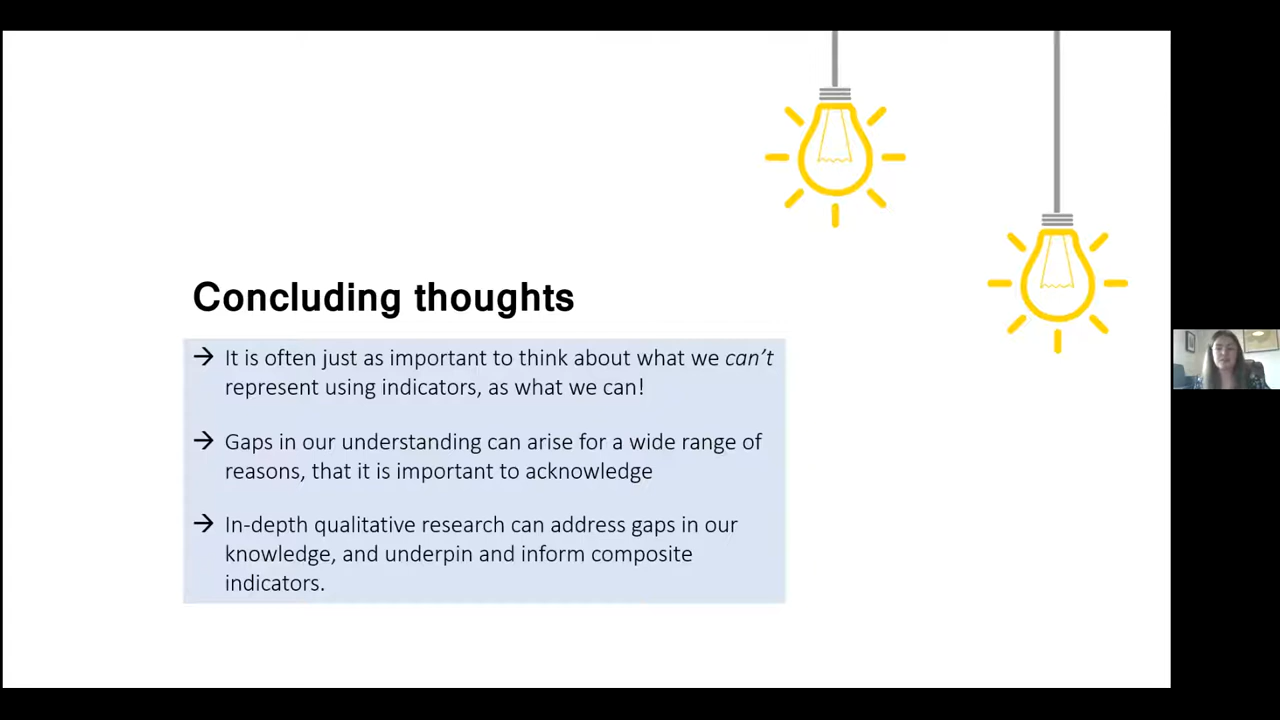 Concluding thoughts
→ It is often just as important to think about what we can't
represent using indicators, as what we can!
→ Gaps in our understanding can arise for a wide range of
reasons, that it is important to acknowledge
→ In-depth qualitative research can address gaps in our
knowledge, and underpin and inform composite
indicators.